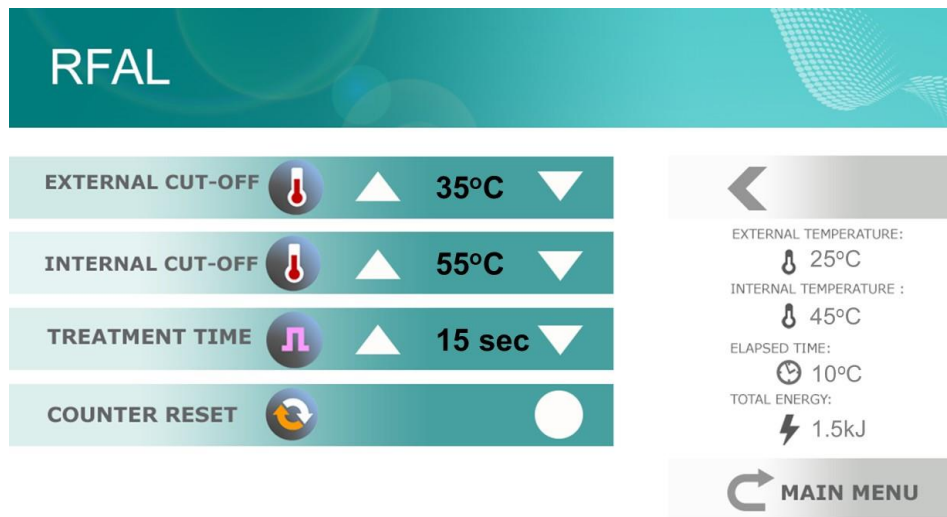 RFAL
EXTERNAL CUT-OFF 35°C
INTERNAL CUT-OFF 55°C
TREATMENT TIME 15 sec
COUNTER RESET
EXTERNAL TEMPERATURE:
25°C
INTERNAL TEMPERATURE :
45°C
ELAPSED TIME:
10°C
TOTAL ENERGY:
1.5kJ
MAIN MENU